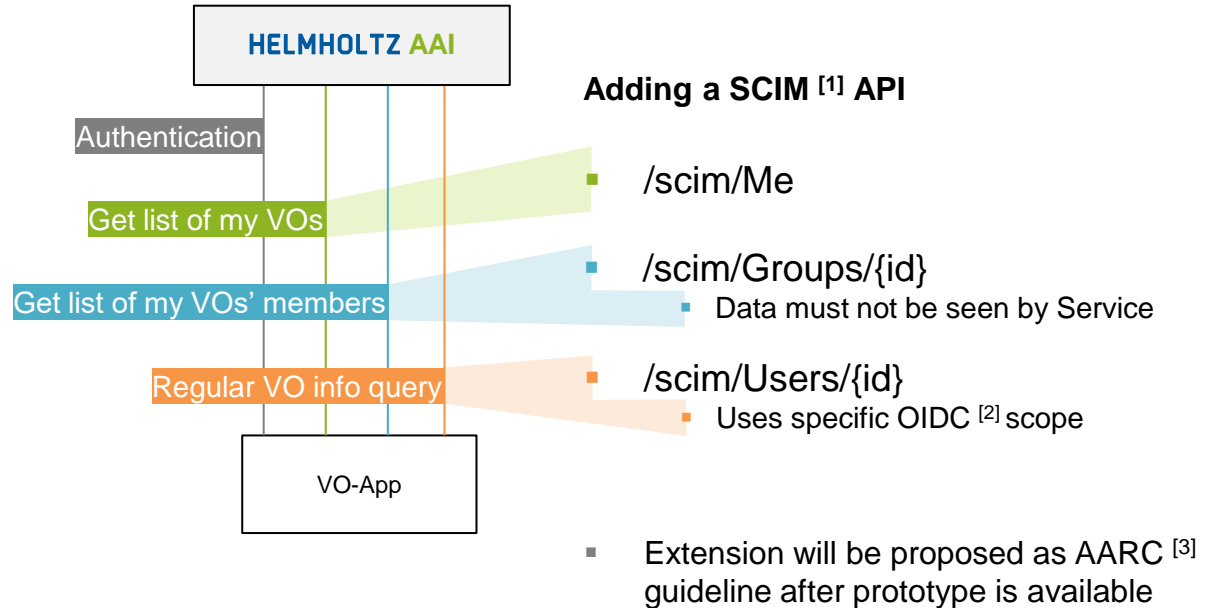 HELMHOLTZ AAI
Adding a SCIM [1] API
Authentication
/scim/Me
Get list of my VOs
/scim/Groups/{id}
Get list of my VOs’ members
Data must not be seen by Service
/scim/Users/{id}
Regular VO info query
Uses specific OIDC [2] scope
VO-App
Extension will be proposed as AARC [3]
guideline after prototype is available